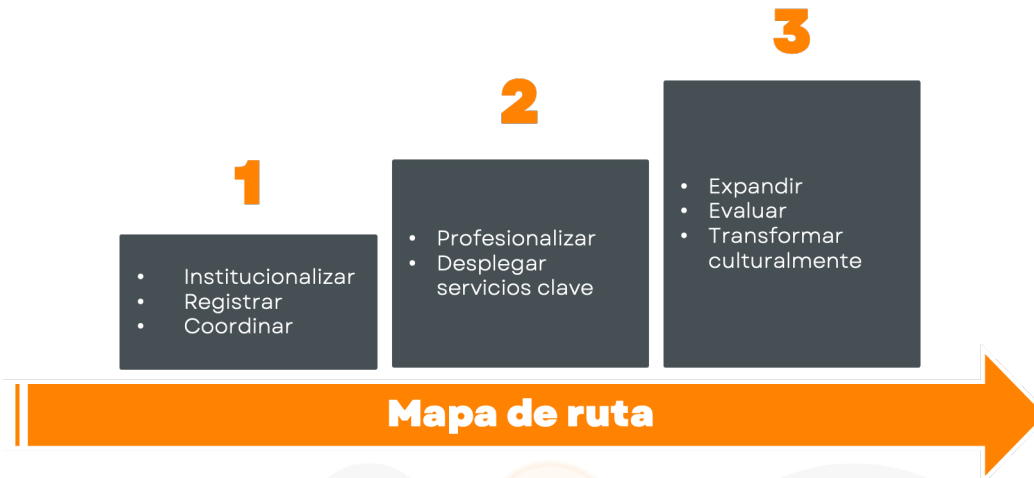 1
• Institucionalizar
• Registrar
• Coordinar
2
• Profesionalizar
• Desplegar
servicios clave
3
• Expandir
• Evaluar
• Transformar
culturalmente
Mapa de ruta